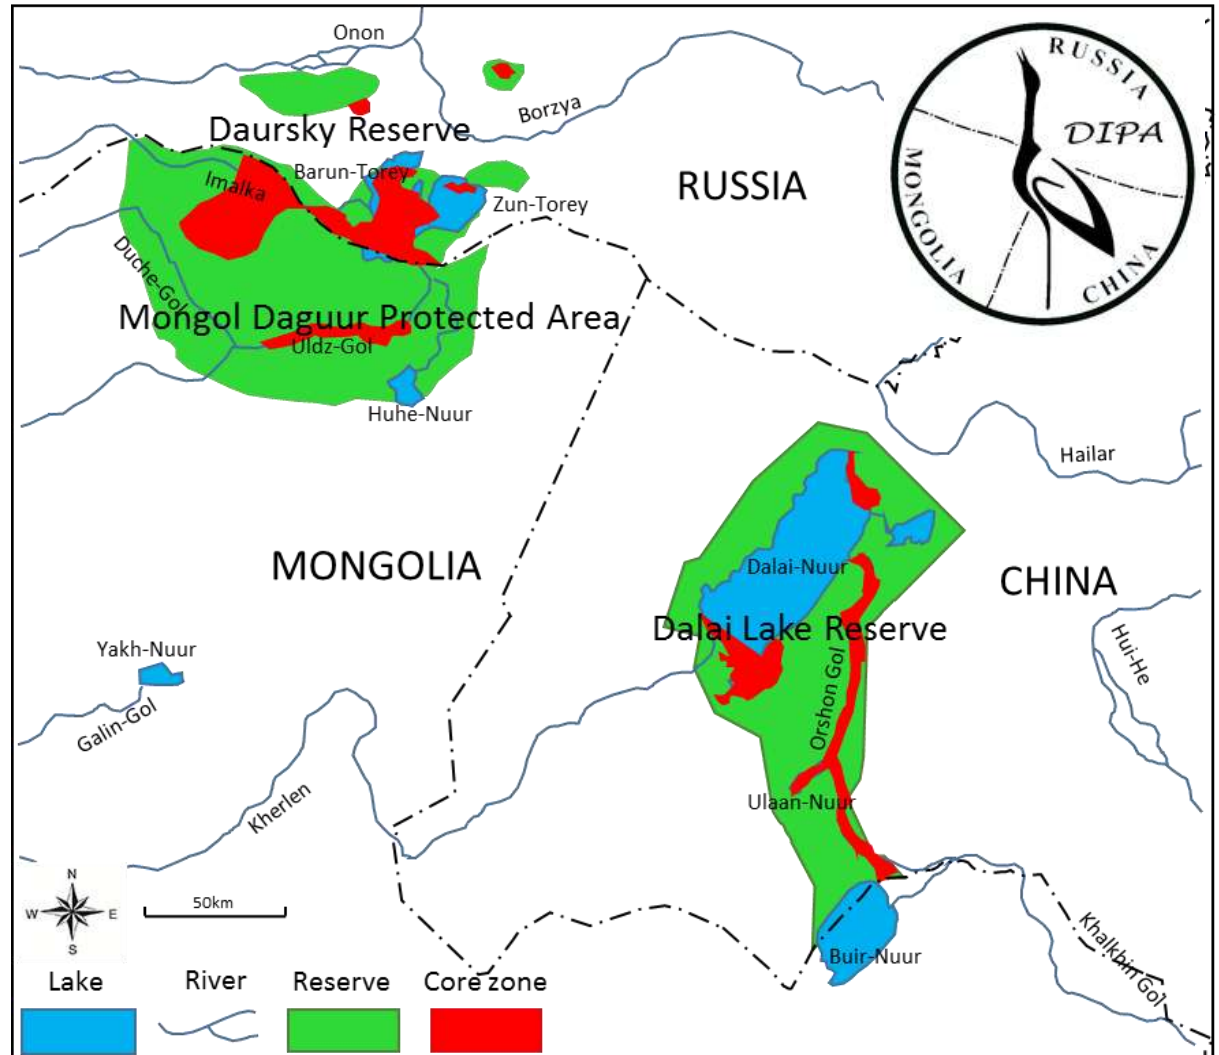 Onon
Borzya
Daursky Reserve
Barun-Torey
Imalka
Zun-Torey
RUSSIA
RUSSIA
DIPA
MONGOLIA
CHINA
Duche-Gol
Mongol Daguur Protected Area
Uldz-Gol
Huhe-Nuur
Hailar
MONGOLIA
Dalai-Nuur
CHINA
Dalai Lake Reserve
Hui-He
Yakh-Nuur
Galin-Gol
Orshon Gol
Kherlen
Ulaan-Nuur
N
W
E
S
50km
Khalkhin Gol
Buir-Nuur
Lake
River
Reserve
Core zone